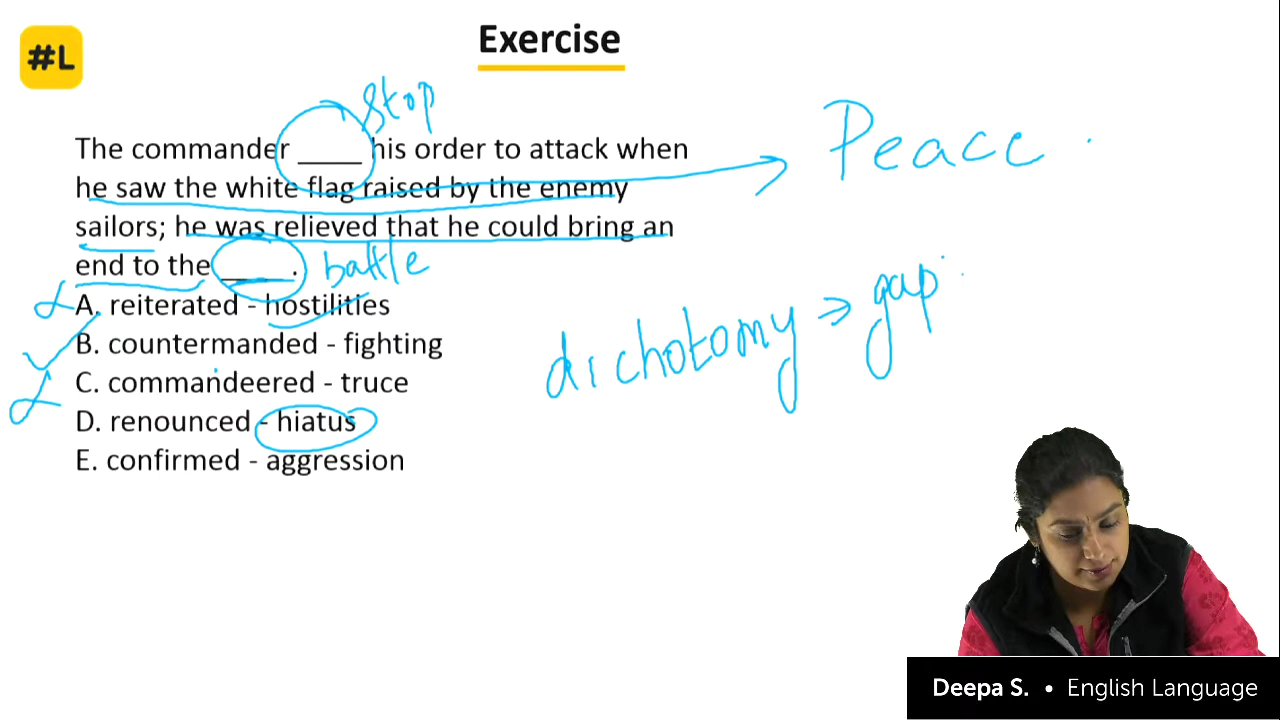 #L
Exercise
stop
The commander ____ his order to attack when
Peace.
he saw the white flag raised by the enemy
sailors; he was relieved that he could bring an
end to the _____. battle
A. reiterated - hostilities
dichotomy → gap
B. countermanded - fighting
C. commandeered - truce
D. renounced - hiatus
E. confirmed - aggression
Deepa S. • English Language